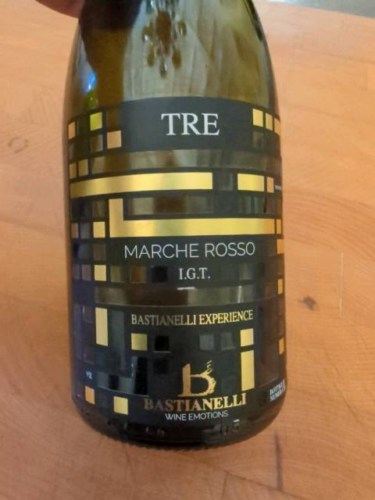 TRE
MARCHE ROSSO
I.G.T.
BASTIANELLI EXPERIENCE
BASTIANELLI
WINE EMOTIONS